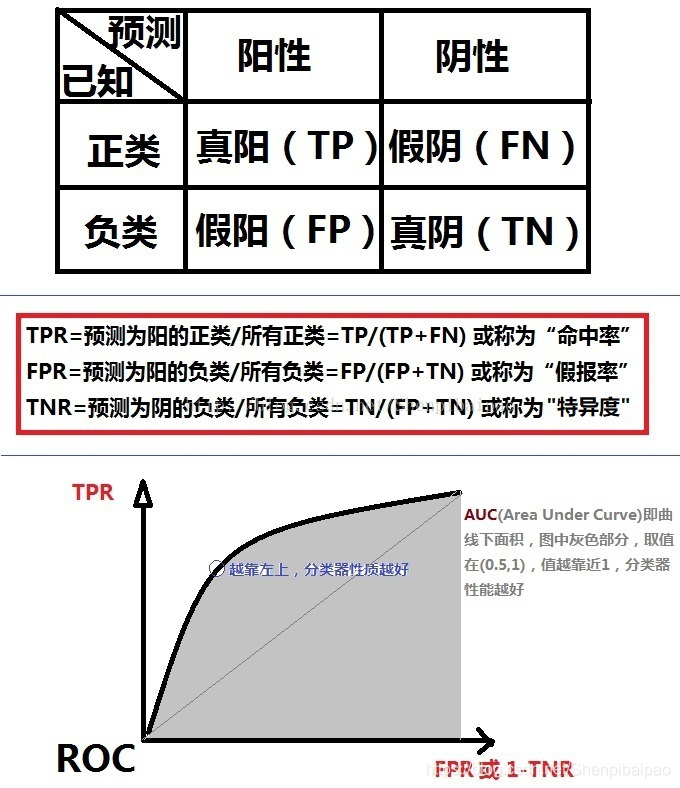 预测
已知
阳性
阴性
正类
真阳（TP）
假阴（FN）
负类
假阳（FP）
真阴（TN）
TPR=预测为阳的正类/所有正类=TP/(TP+FN) 或称为“命中率”
FPR=预测为阳的负类/所有负类=FP/(FP+TN) 或称为“假报率”
TNR=预测为阴的负类/所有负类=TN/(FP+TN) 或称为"特异度"
TPR
AUC(Area Under Curve)即曲
线下面积，图中灰色部分，取值
在(0.5,1)，值越靠近1，分类器
性能越好
越靠左上，分类器性质越好
ROC
FPR 或 1-TNR